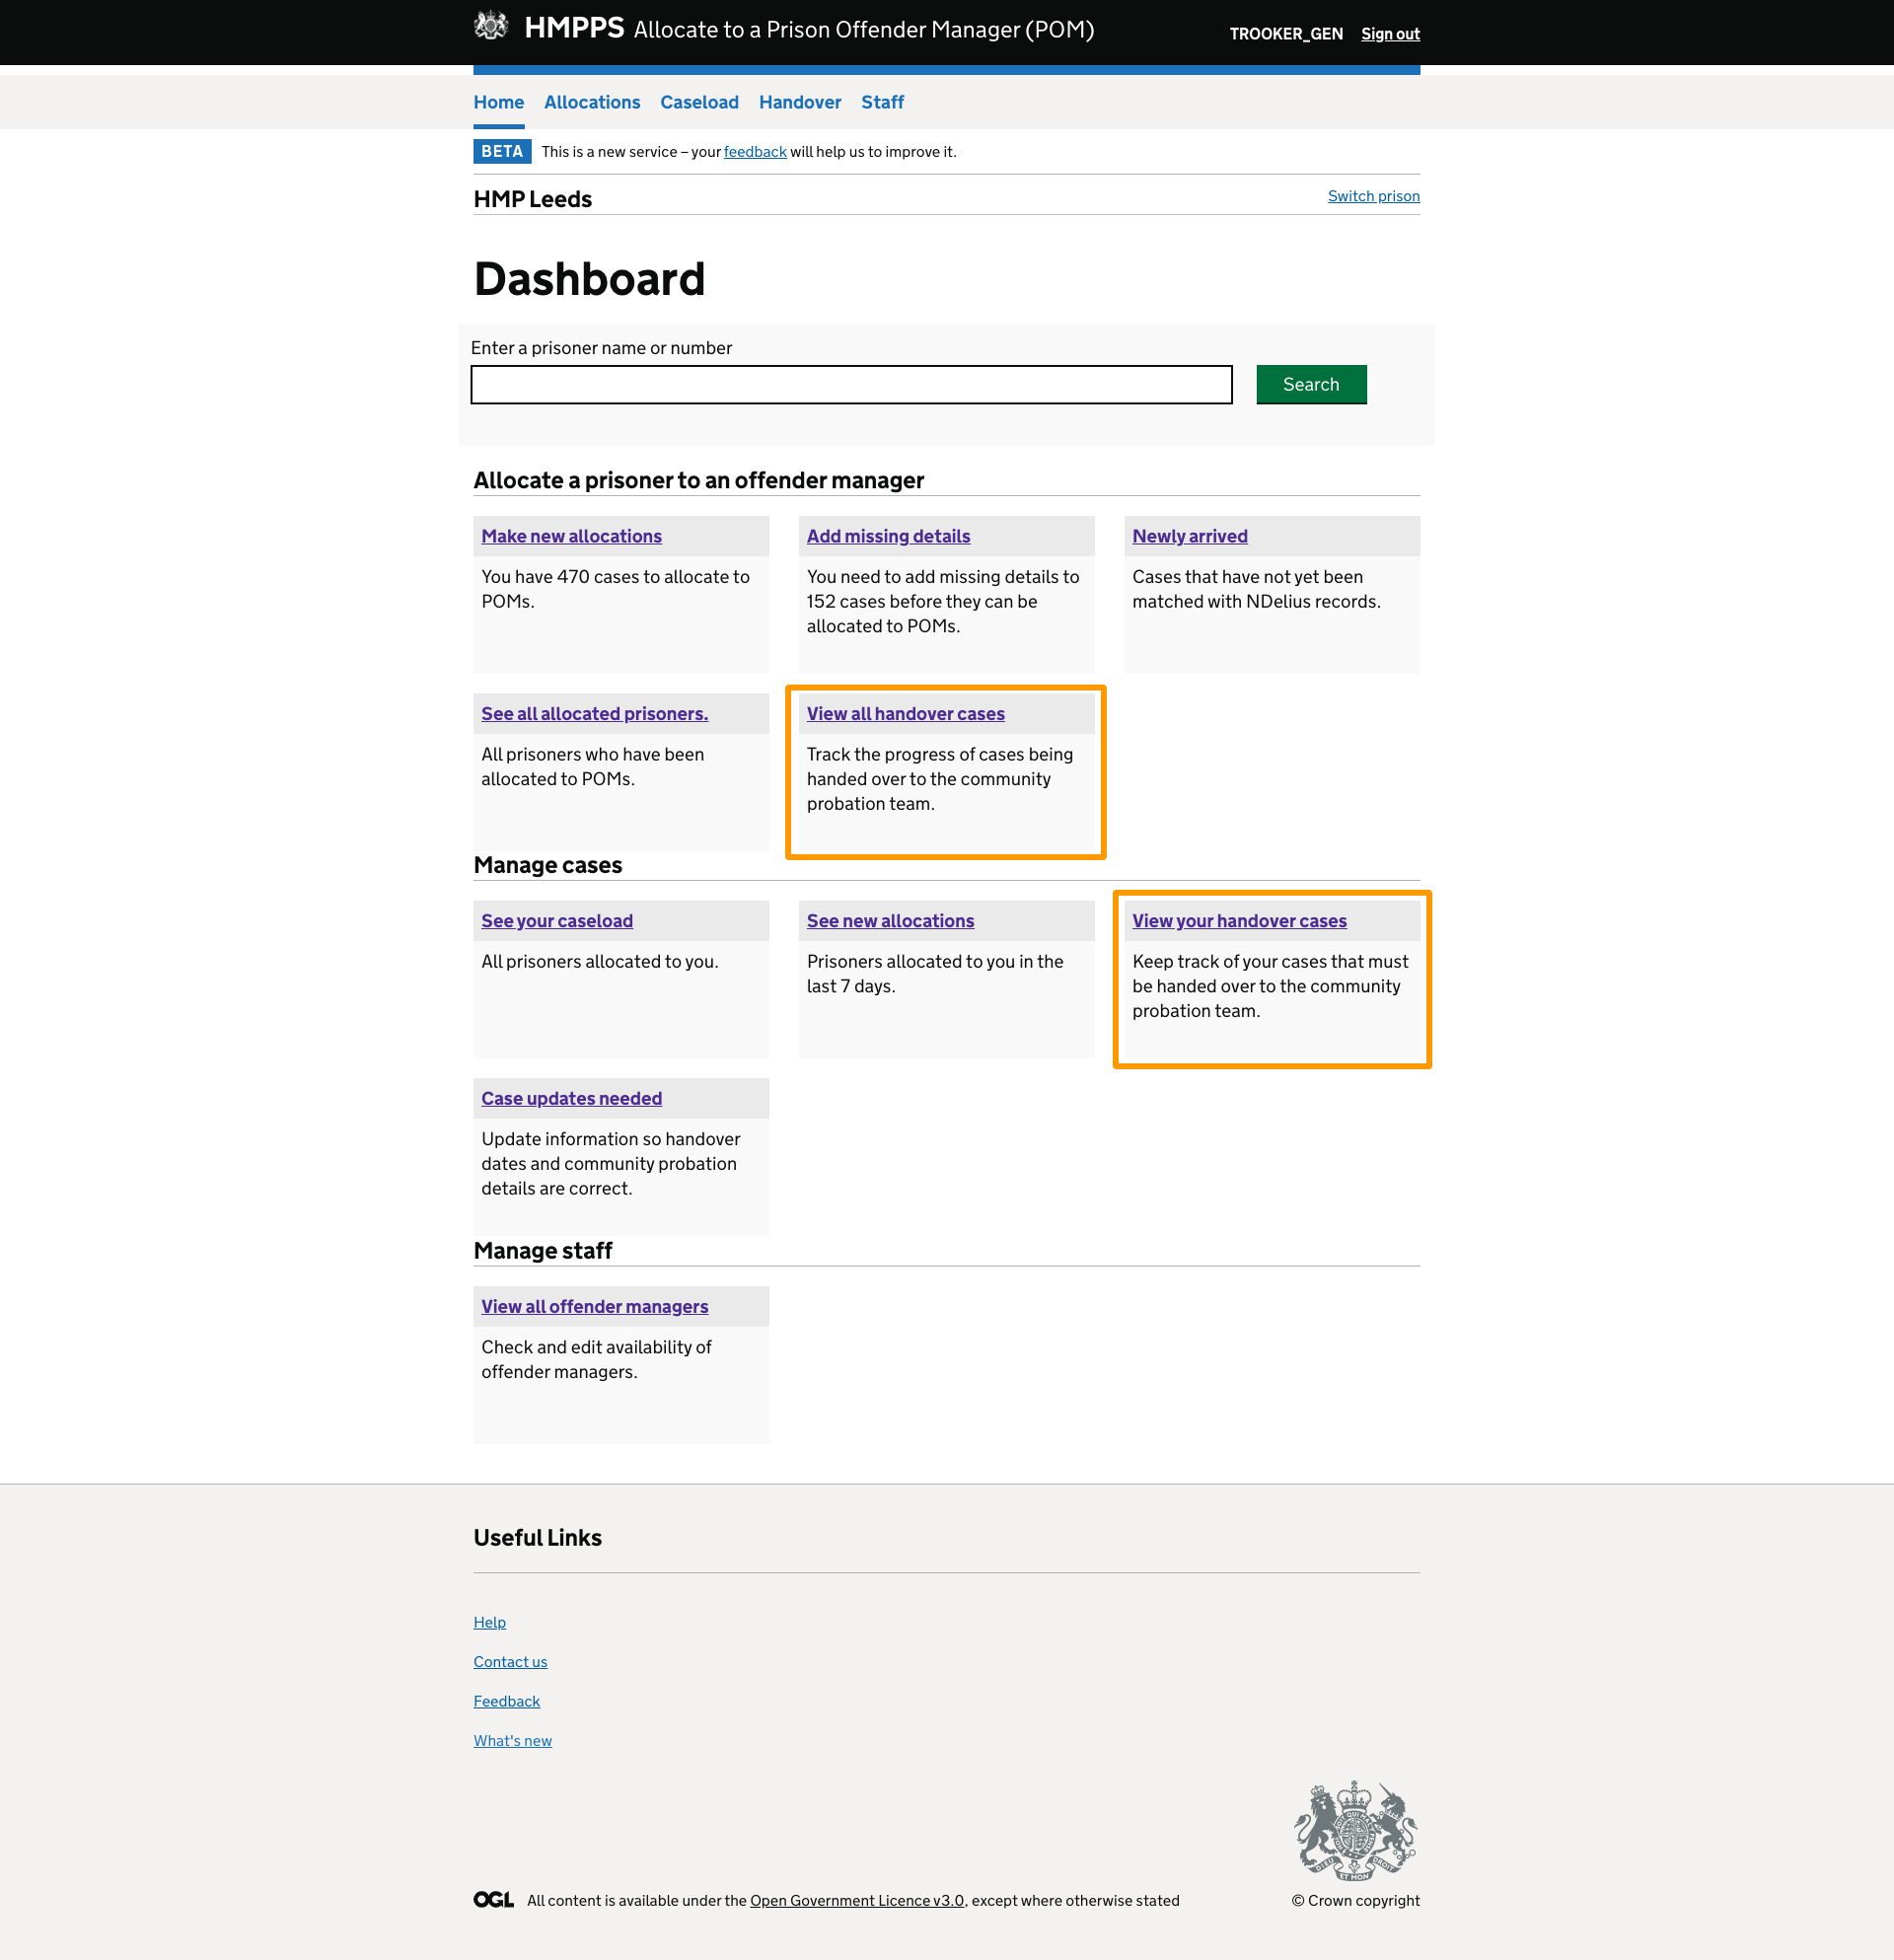 HMPPS Allocate to a Prison Offender Manager (POM) TROOKER_GEN Sign out
Home Allocations Caseload Handover Staff
BETA This is a new service – your feedback will help us to improve it.
HMP Leeds Switch prison
Dashboard
Enter a prisoner name or number
Search
Allocate a prisoner to an offender manager
Make new allocations
You have 470 cases to allocate to
POMs.
Add missing details
You need to add missing details to
152 cases before they can be
allocated to POMs.
Newly arrived
Cases that have not yet been
matched with NDelius records.
See all allocated prisoners.
All prisoners who have been
allocated to POMs.
View all handover cases
Track the progress of cases being
handed over to the community
probation team.
Manage cases
See your caseload
All prisoners allocated to you.
See new allocations
Prisoners allocated to you in the
last 7 days.
View your handover cases
Keep track of your cases that must
be handed over to the community
probation team.
Case updates needed
Update information so handover
dates and community probation
details are correct.
Manage staff
View all offender managers
Check and edit availability of
offender managers.
Useful Links
Help
Contact us
Feedback
What's new
DIEU ET MON DROIT
OGL All content is available under the Open Government Licence v3.0, except where otherwise stated
© Crown copyright